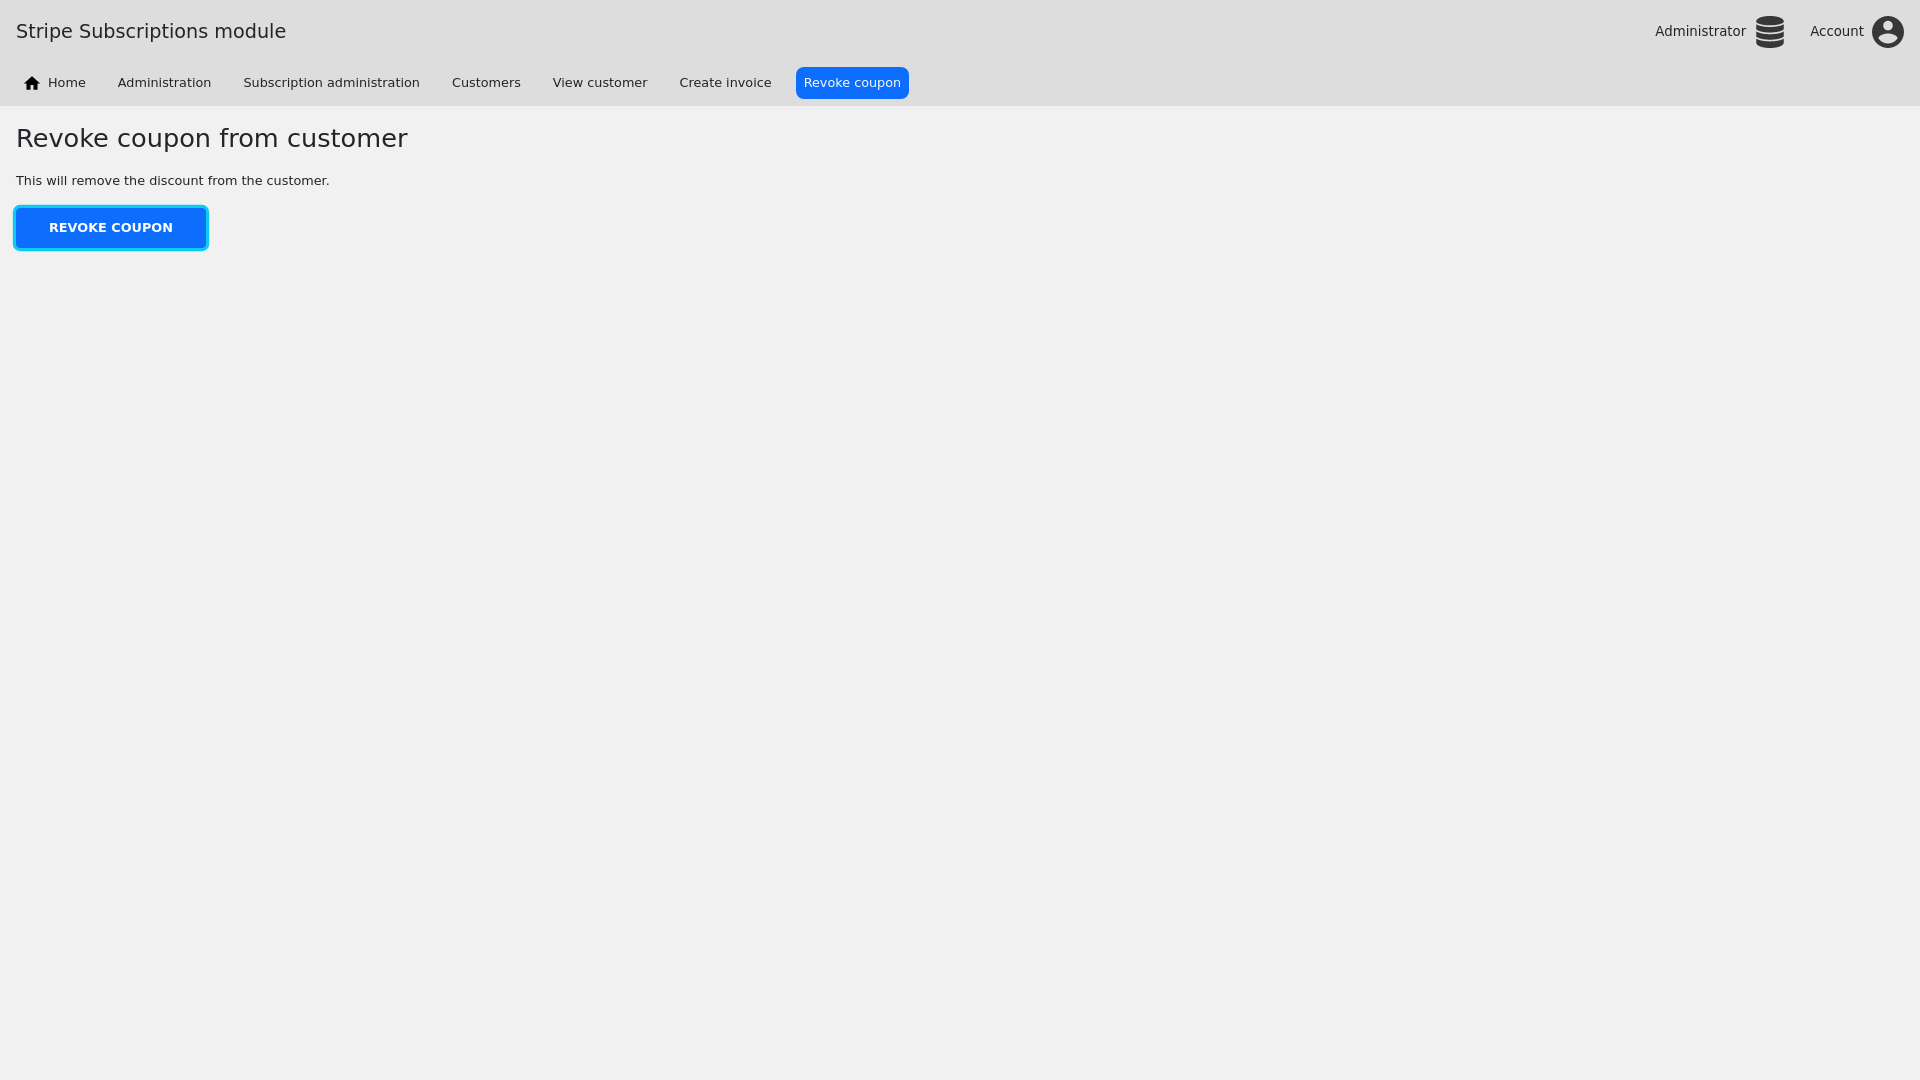 Stripe Subscriptions module
Administrator
Account
Home
Administration
Subscription administration
Customers
View customer
Create invoice
Revoke coupon
Revoke coupon from customer
This will remove the discount from the customer.
REVOKE COUPON